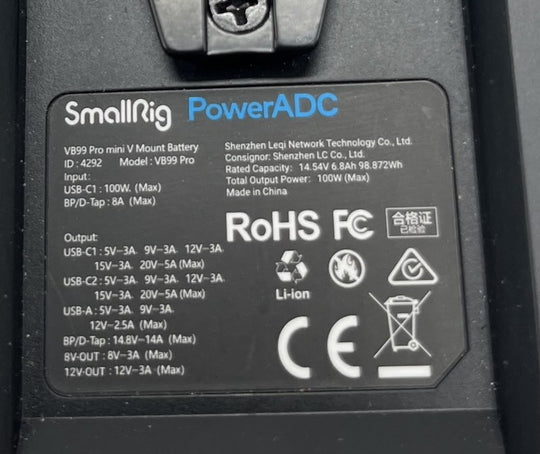 SmallRig PowerADC
VB99 Pro mini V Mount Battery
ID : 4292 Model : VB99 Pro
Input:
USB-C1 : 100W. (Max)
BP/D-Tap : 8A (Max)
Shenzhen Leqi Network Technology Co., Ltd.
Consignor: Shenzhen LC Co., Ltd.
Rated Capacity: 14.54V 6.8Ah 98.872Wh
Total Output Power: 100W (Max)
Made in China
RoHS FC 合格证
已检验
Output:
USB-C1 : 5V⎓3A. 9V⎓3A. 12V⎓3A.
15V⎓3A. 20V⎓5A (Max)
USB-C2 : 5V⎓3A. 9V⎓3A. 12V⎓3A.
15V⎓3A. 20V⎓5A (Max)
USB-A : 5V⎓3A. 9V⎓3A.
12V⎓2.5A (Max)
BP/D-Tap : 14.8V⎓14A (Max)
8V-OUT : 8V⎓3A (Max)
12V-OUT : 12V⎓3A (Max)
Li-ion
CE